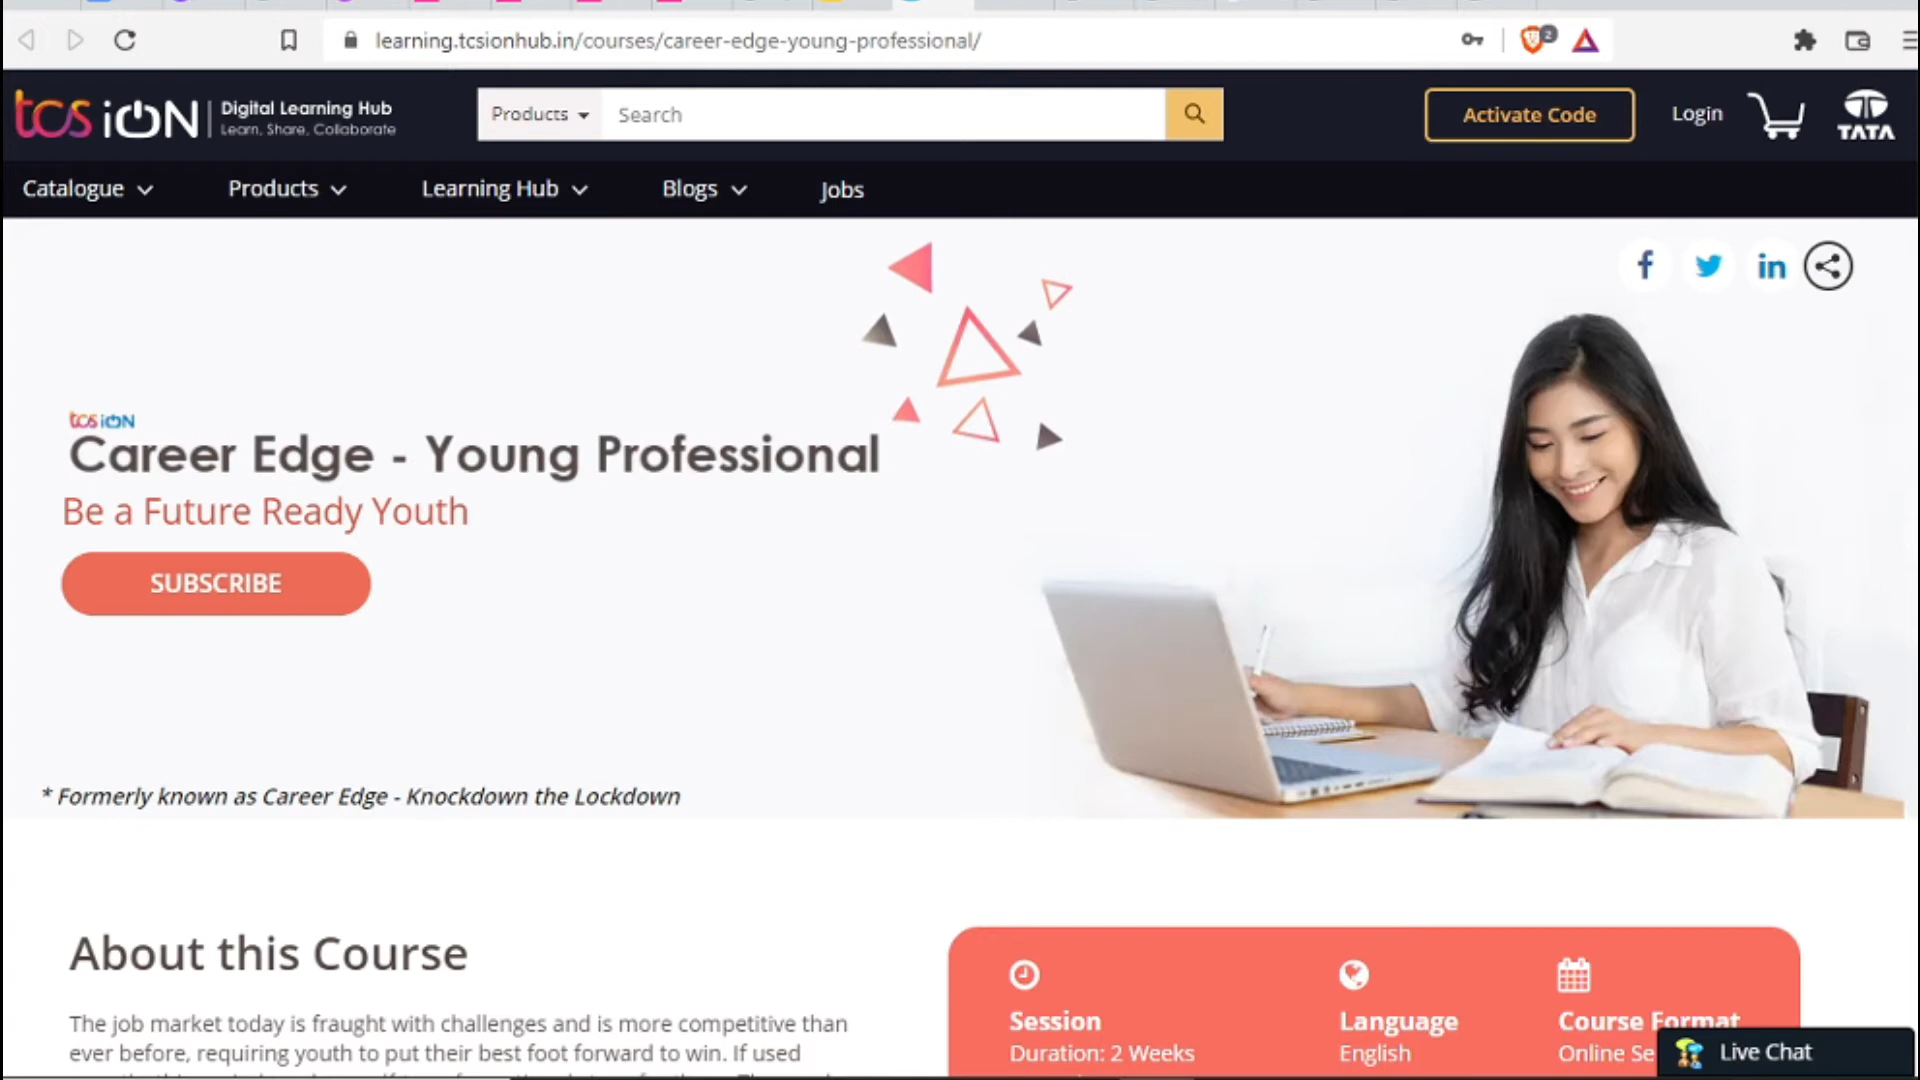 learning.tcsionhub.in/courses/career-edge-young-professional/
2
tcs iON | Digital Learning Hub
Learn. Share. Collaborate
Products
Search
Activate Code
Login
TATA
Catalogue
Products
Learning Hub
Blogs
Jobs
tcs iON
Career Edge - Young Professional
Be a Future Ready Youth
SUBSCRIBE
* Formerly known as Career Edge - Knockdown the Lockdown
About this Course
The job market today is fraught with challenges and is more competitive than
ever before, requiring youth to put their best foot forward to win. If used
Session
Duration: 2 Weeks
Language
English
Course Format
Online Se
Live Chat